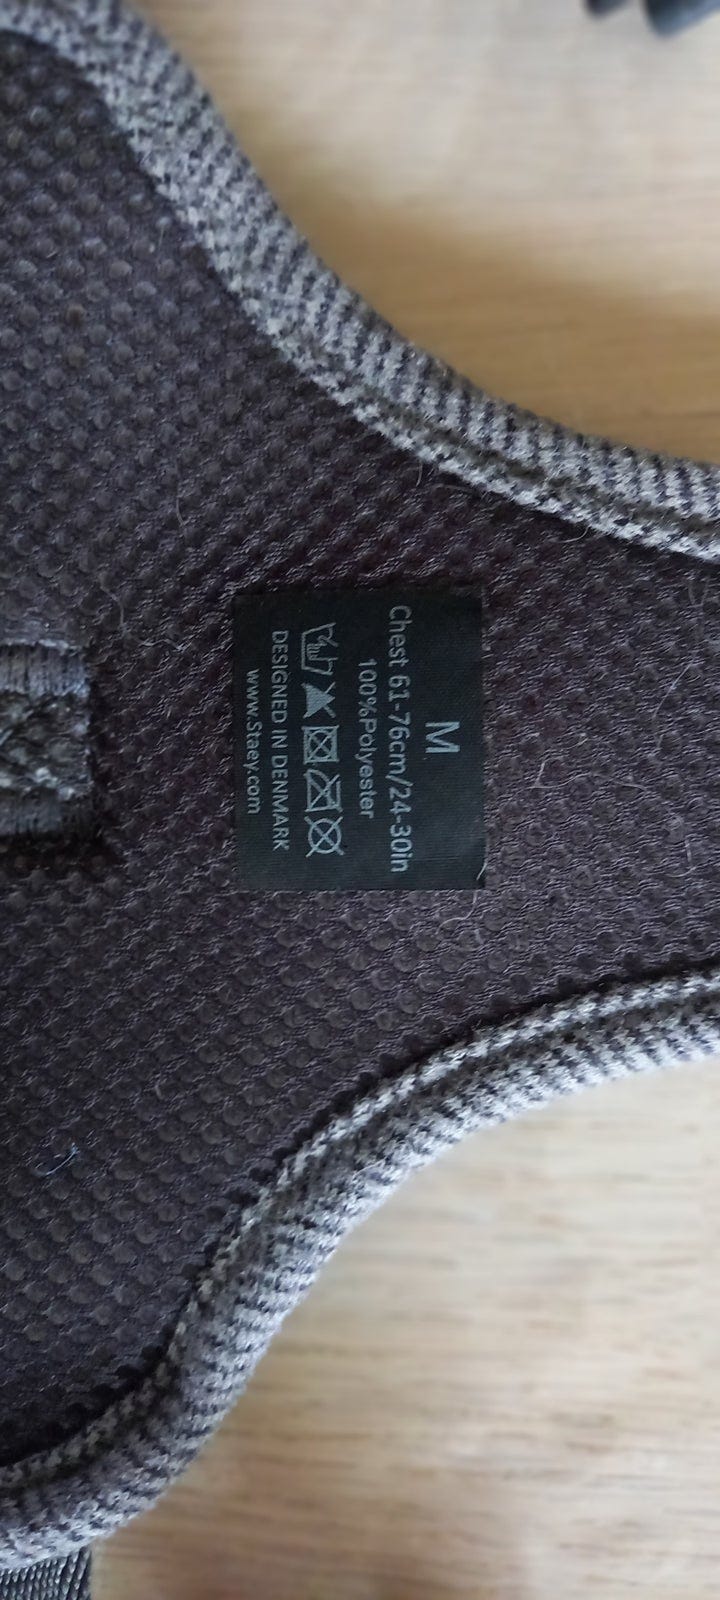 M
Chest 61-76cm/24-30in
100%Polyester
DESIGNED IN DENMARK
www.Staey.com